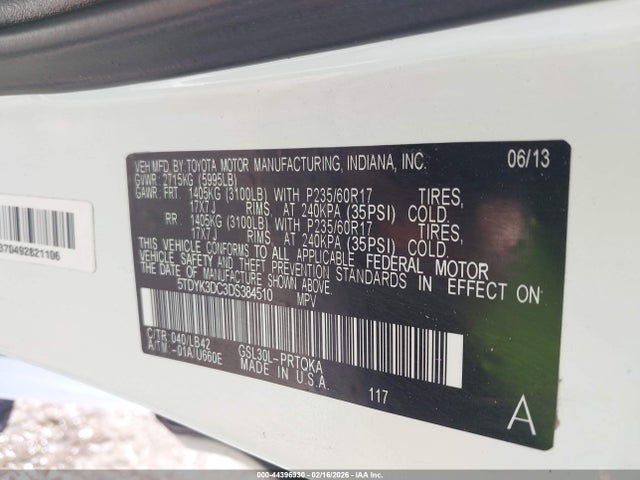 VEH MFD BY TOYOTA MOTOR MANUFACTURING, INDIANA, INC. 06/13
GVWR: 2715KG (5995LB)
GAWR: FRT. 1405KG (3100LB) WITH P235/60R17 TIRES,
17X7J RIMS, AT 240KPA (35PSI) COLD.
RR 1405KG (3100LB) WITH P235/60R17 TIRES,
17X7J RIMS, AT 240KPA (35PSI) COLD.
THIS VEHICLE CONFORMS TO ALL APPLICABLE FEDERAL MOTOR
VEHICLE SAFETY AND THEFT PREVENTION STANDARDS IN EFFECT ON
THE DATE OF MANUFACTURE SHOWN ABOVE.
5TDYK3DC3DS384510 MPV
C/TR: 040/LB42 GSL30L-PRTQKA
A/TM: -01A/U660E MADE IN U.S.A.
117
A
B70492821106
000-44396930 - 02/16/2026 - IAA Inc.